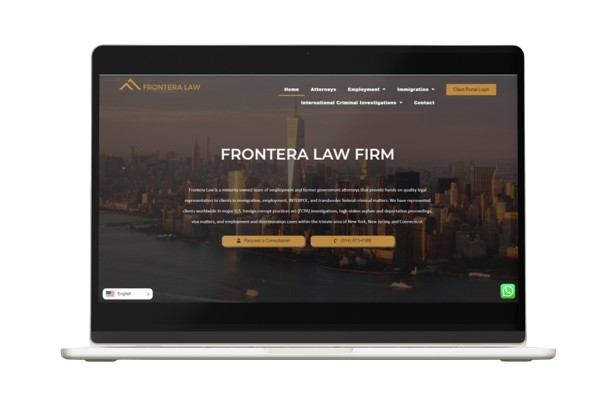 FRONTERA LAW
Home Attorneys Employment Immigration Client Portal Login
International Criminal Investigations Contact
FRONTERA LAW FIRM
Frontera Law is a minority owned team of employment and former government attorneys that provide hands on quality legal
representation to clients in immigration, employment, INTERPOL, and transborder federal criminal matters. We have represented
clients worldwide in major U.S. foreign corrupt practices act (FCPA) investigations, high stakes asylum and deportation proceedings,
visa matters, and employment and discrimination cases within the tristate area of New York, New Jersey, and Connecticut.
Request a Consultation
English